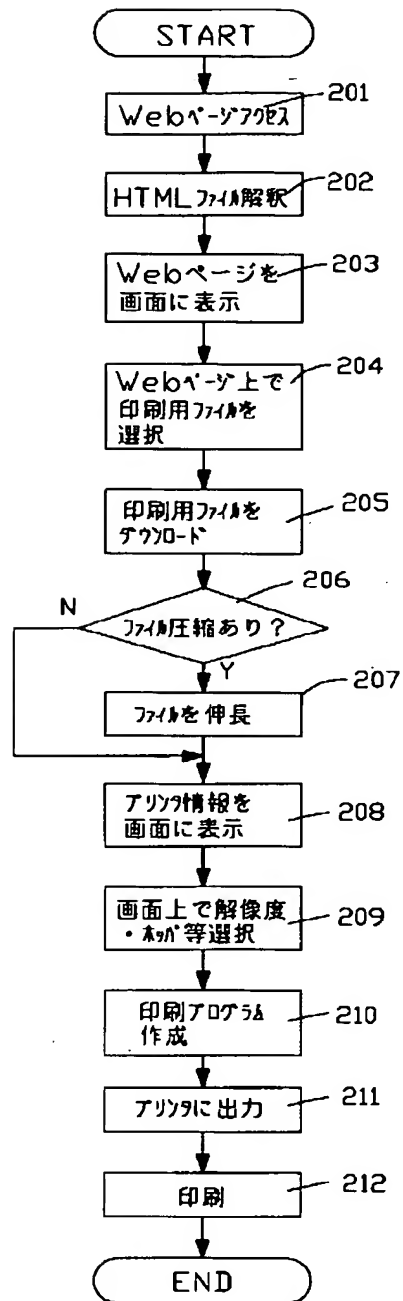 START
Webページアクセス
201
HTMLファイル解釈
202
Webページを
画面に表示
203
Webページ上で
印刷用ファイルを
選択
204
印刷用ファイルを
ダウンロード
205
206
N
ファイル圧縮あり？
Y
ファイルを伸長
207
プリンタ情報を
画面に表示
208
画面上で解像度
・ホッパ等選択
209
印刷プログラム
作成
210
プリンタに出力
211
印刷
212
END